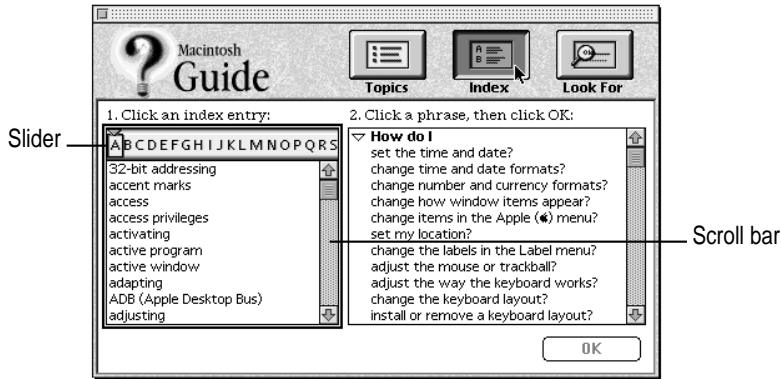 Macintosh
Guide
Topics
Index
Look For
1. Click an index entry:
2. Click a phrase, then click OK:
Slider
A B C D E F G H I J K L M N O P Q R S
32-bit addressing
accent marks
access
access privileges
activating
active program
active window
adapting
ADB (Apple Desktop Bus)
adjusting
How do I
set the time and date?
change time and date formats?
change number and currency formats?
change how window items appear?
change items in the Apple () menu?
set my location?
change the labels in the Label menu?
adjust the mouse or trackball?
adjust the way the keyboard works?
change the keyboard layout?
install or remove a keyboard layout?
Scroll bar
OK